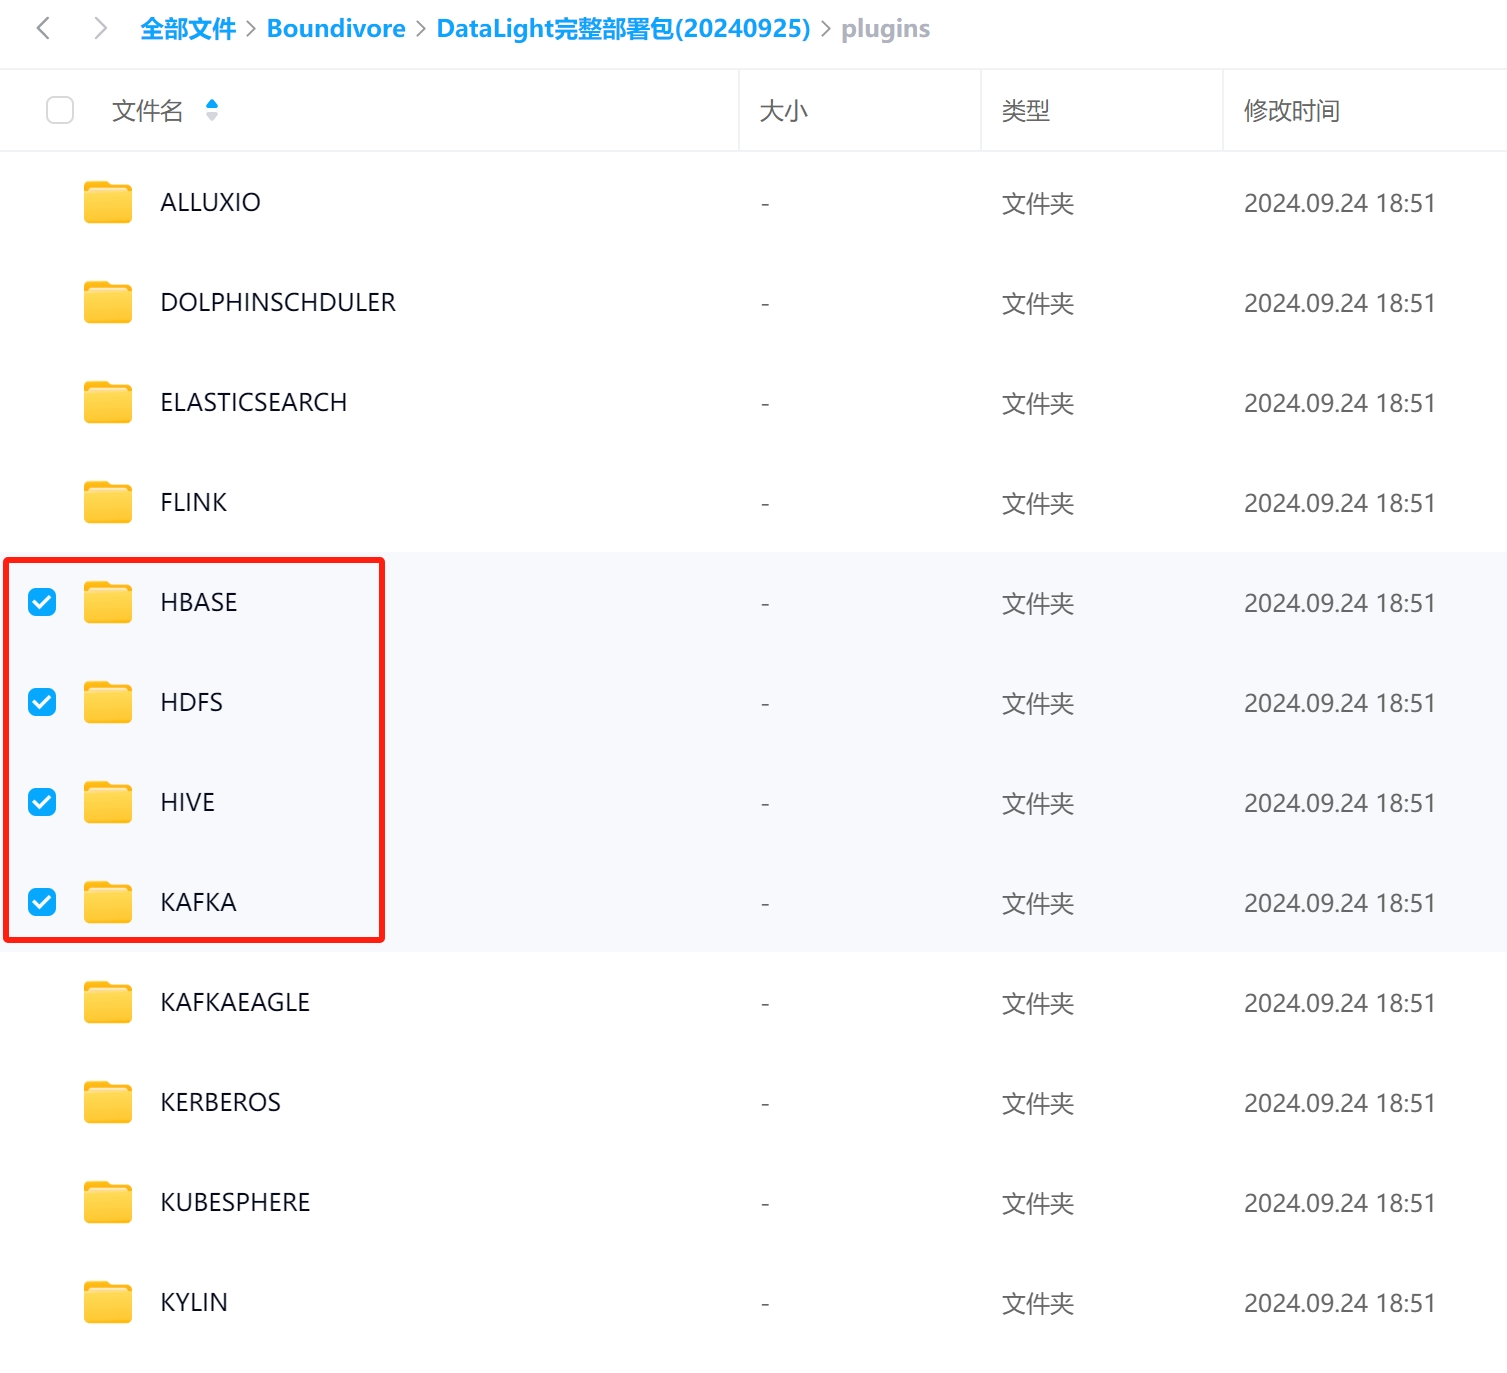 全部文件 > Boundivore > DataLight完整部署包(20240925) > plugins
文件名 大小 类型 修改时间
ALLUXIO - 文件夹 2024.09.24 18:51
DOLPHINSCHDULER - 文件夹 2024.09.24 18:51
ELASTICSEARCH - 文件夹 2024.09.24 18:51
FLINK - 文件夹 2024.09.24 18:51
HBASE - 文件夹 2024.09.24 18:51
HDFS - 文件夹 2024.09.24 18:51
HIVE - 文件夹 2024.09.24 18:51
KAFKA - 文件夹 2024.09.24 18:51
KAFKAEAGLE - 文件夹 2024.09.24 18:51
KERBEROS - 文件夹 2024.09.24 18:51
KUBESPHERE - 文件夹 2024.09.24 18:51
KYLIN - 文件夹 2024.09.24 18:51